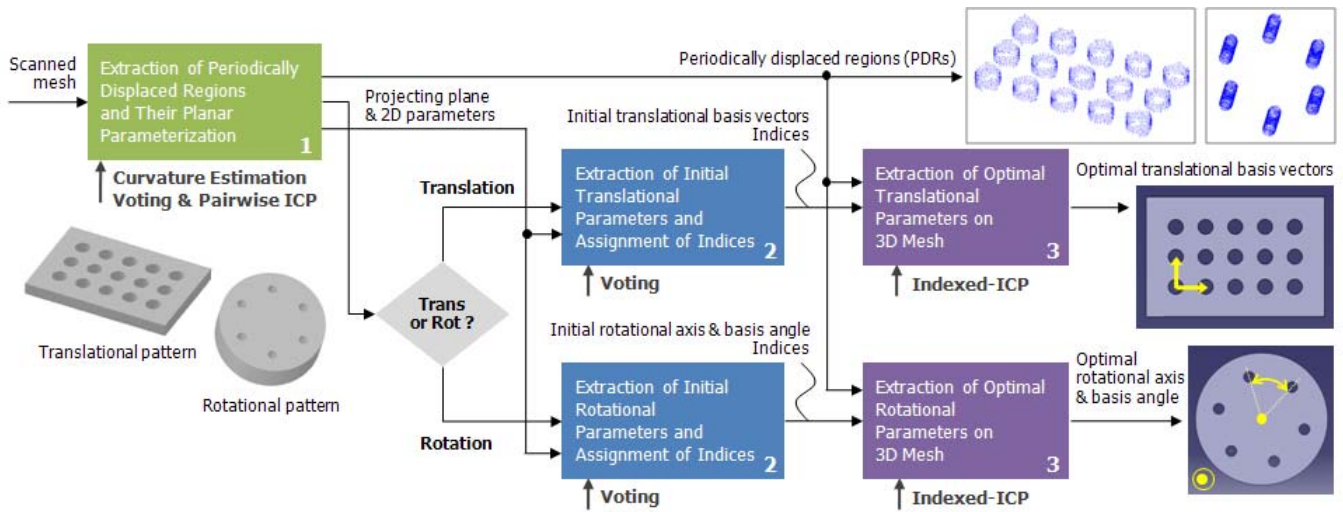 Scanned
mesh
Extraction of Periodically
Displaced Regions
and Their Planar
Parameterization
1
Curvature Estimation
Voting & Pairwise ICP
Translational pattern
Rotational pattern
Projecting plane
& 2D parameters
Periodically displaced regions (PDRs)
Trans
or Rot ?
Translation
Rotation
Initial translational basis vectors
Indices
Extraction of Initial
Translational
Parameters and
Assignment of Indices
2
Voting
Extraction of Optimal
Translational
Parameters on
3D Mesh
3
Indexed-ICP
Optimal translational basis vectors
Initial rotational axis & basis angle
Indices
Extraction of Initial
Rotational
Parameters and
Assignment of Indices
2
Voting
Extraction of Optimal
Rotational
Parameters on
3D Mesh
3
Indexed-ICP
Optimal
rotational axis
& basis angle